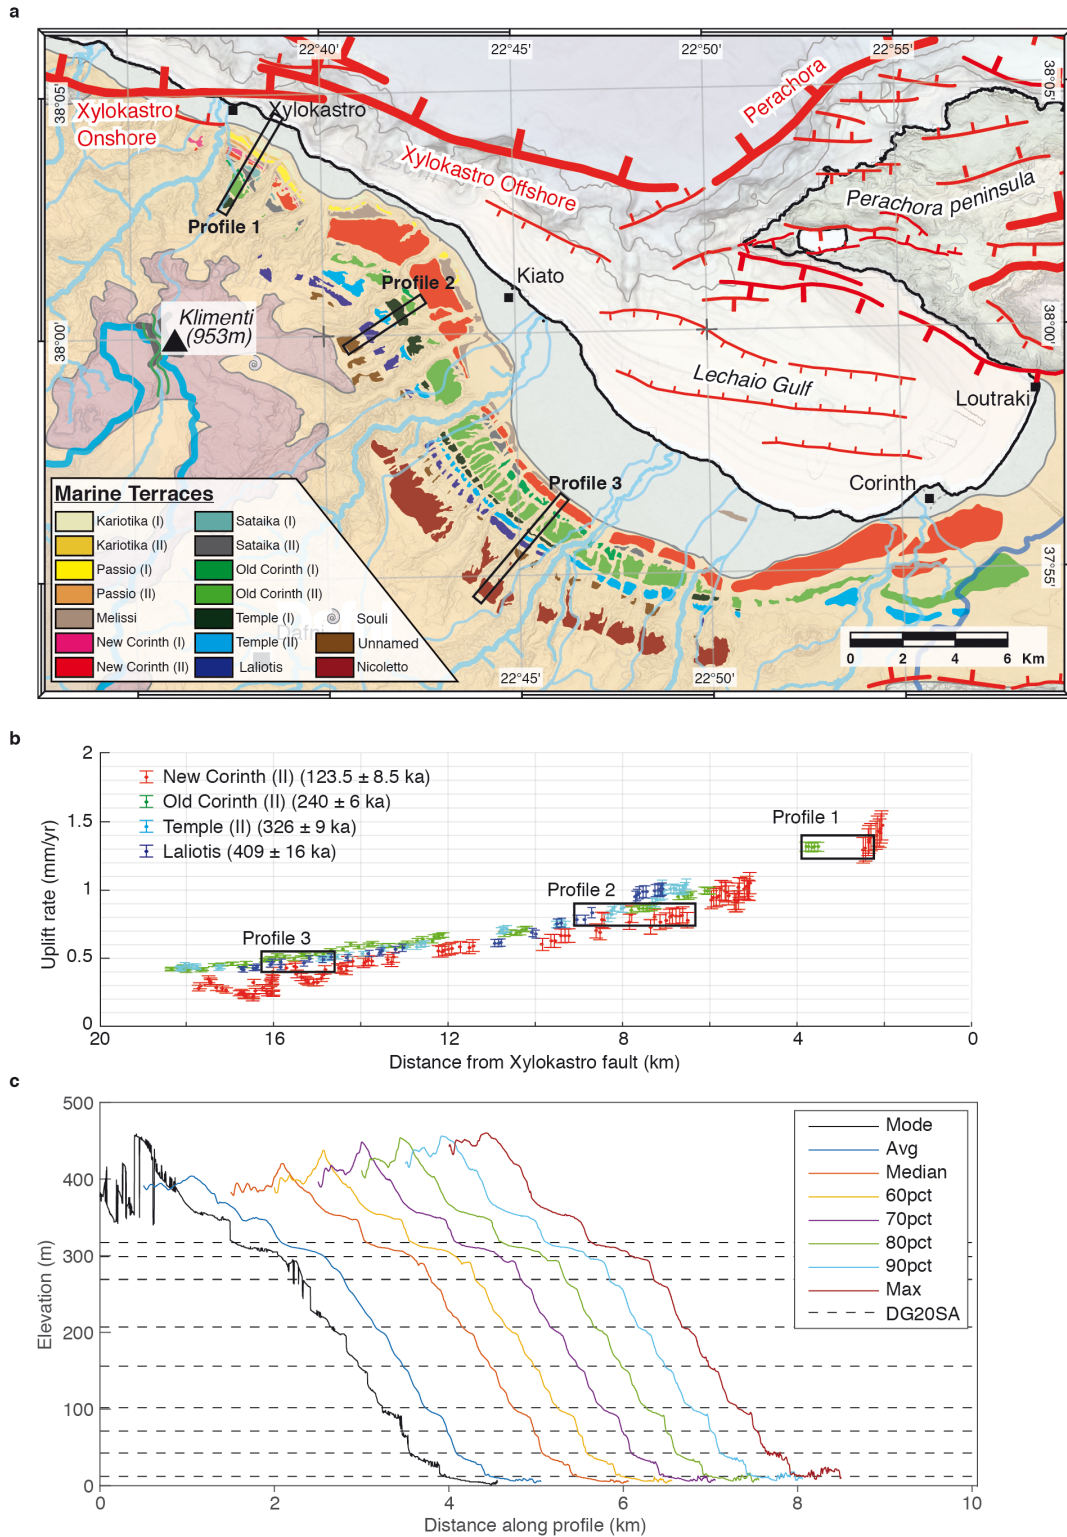 a
22°40'
22°45'
22°50'
22°55'
38°05'
38°05'
Xylokastro
Onshore
Xylokastro
Xylokastro Offshore
Perachora
Perachora peninsula
Profile 1
Profile 2
Kiato
Klimenti
(953m)
38°00'
38°00'
Lechaio Gulf
Loutraki
Corinth
Profile 3
37°55'
Marine Terraces
Kariotika (I)
Sataika (I)
Kariotika (II)
Sataika (II)
Passio (I)
Old Corinth (I)
Passio (II)
Old Corinth (II)
Melissi
Temple (I)
Souli
New Corinth (I)
Temple (II)
Unnamed
New Corinth (II)
Laliotis
Nicoletto
22°45'
22°50'
0 2 4 6 Km
b
2
1.5
1
0.5
0
Uplift rate (mm/yr)
New Corinth (II) (123.5 ± 8.5 ka)
Old Corinth (II) (240 ± 6 ka)
Temple (II) (326 ± 9 ka)
Laliotis (409 ± 16 ka)
Profile 1
Profile 2
Profile 3
20 16 12 8 4 0
Distance from Xylokastro fault (km)
c
500
400
300
200
100
0
Elevation (m)
Mode
Avg
Median
60pct
70pct
80pct
90pct
Max
DG20SA
0 2 4 6 8 10
Distance along profile (km)